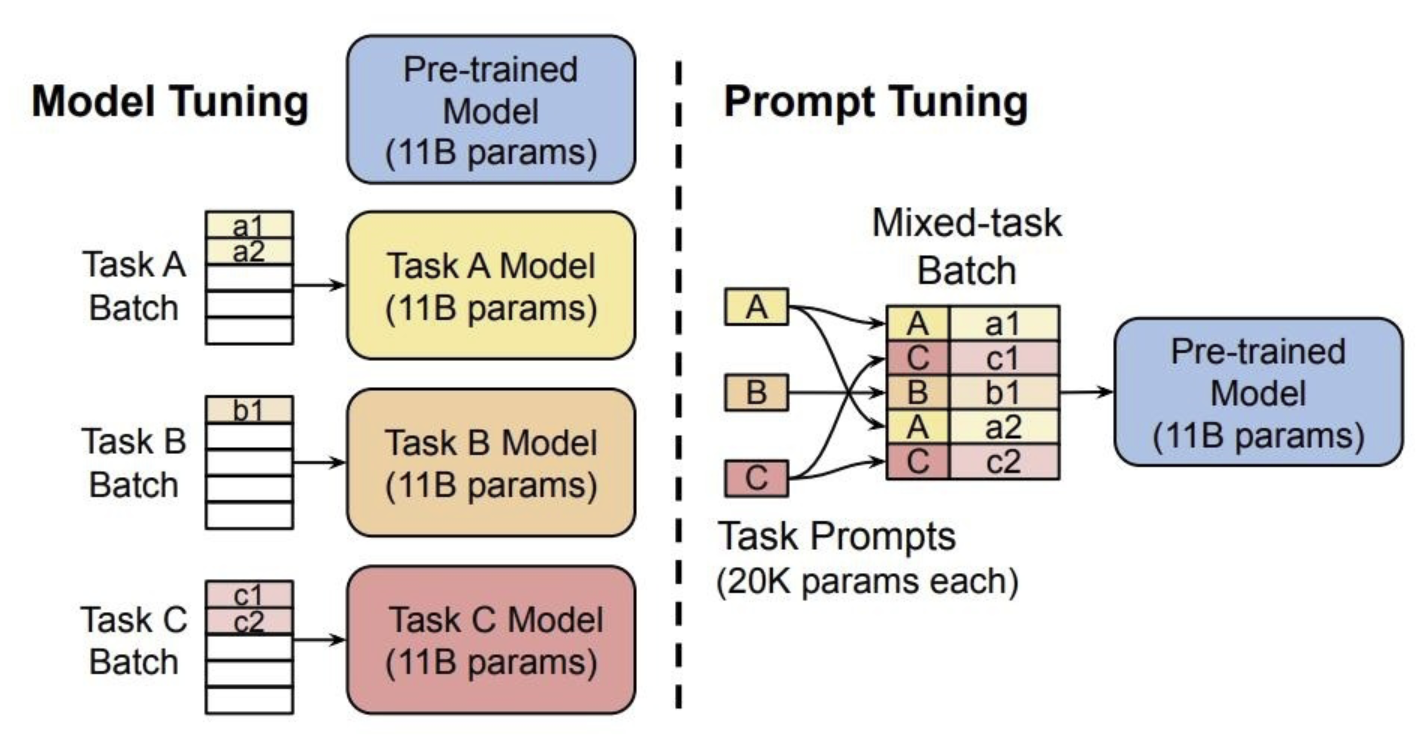 Model Tuning
Pre-trained
Model
(11B params)
a1
a2
Task A
Batch
Task A Model
(11B params)
b1
Task B
Batch
Task B Model
(11B params)
c1
c2
Task C
Batch
Task C Model
(11B params)
Prompt Tuning
Mixed-task
Batch
A
B
C
A a1
C c1
B b1
A a2
C c2
Pre-trained
Model
(11B params)
Task Prompts
(20K params each)